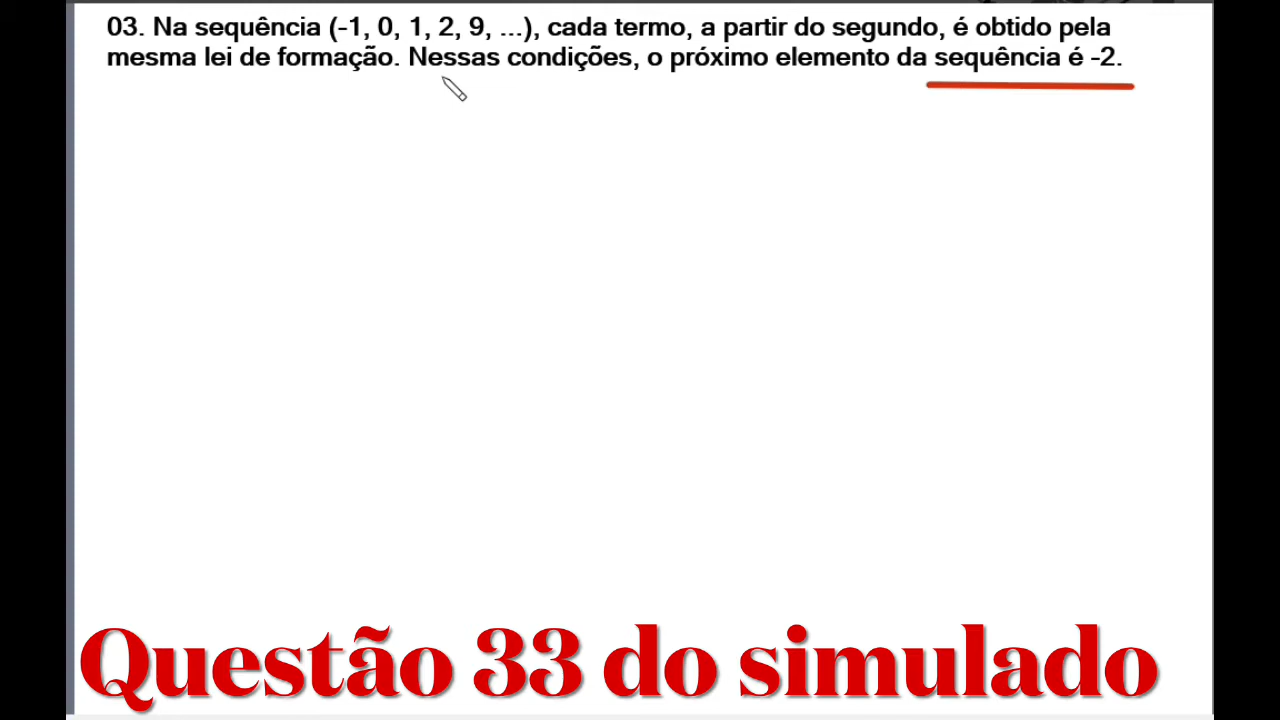 03. Na sequência (-1, 0, 1, 2, 9, ...), cada termo, a partir do segundo, é obtido pela
mesma lei de formação. Nessas condições, o próximo elemento da sequência é -2.
Questão 33 do simulado